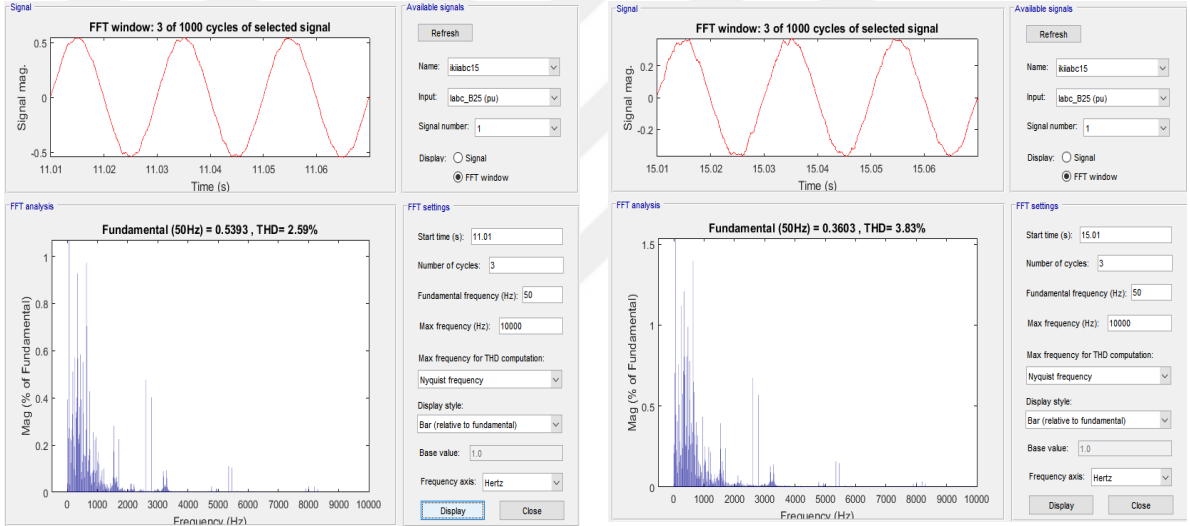 Signal
FFT window: 3 of 1000 cycles of selected signal
Signal mag.
0.5
0
-0.5
11.01 11.02 11.03 11.04 11.05 11.06
Time (s)
Available signals
Refresh
Name: ikiiabc15
Input: Iabc_B25 (pu)
Signal number: 1
Display: Signal
FFT window
FFT analysis
Fundamental (50Hz) = 0.5393 , THD= 2.59%
Mag (% of Fundamental)
1
0.8
0.6
0.4
0.2
0
0 1000 2000 3000 4000 5000 6000 7000 8000 9000 10000
Frequency (Hz)
FFT settings
Start time (s): 11.01
Number of cycles: 3
Fundamental frequency (Hz): 50
Max frequency (Hz): 10000
Max frequency for THD computation:
Nyquist frequency
Display style:
Bar (relative to fundamental)
Base value: 1.0
Frequency axis: Hertz
Display Close
Signal
FFT window: 3 of 1000 cycles of selected signal
Signal mag.
0.2
0
-0.2
15.01 15.02 15.03 15.04 15.05 15.06
Time (s)
Available signals
Refresh
Name: ikiiabc15
Input: Iabc_B25 (pu)
Signal number: 1
Display: Signal
FFT window
FFT analysis
Fundamental (50Hz) = 0.3603 , THD= 3.83%
Mag (% of Fundamental)
1.5
1
0.5
0
0 1000 2000 3000 4000 5000 6000 7000 8000 9000 10000
Frequency (Hz)
FFT settings
Start time (s): 15.01
Number of cycles: 3
Fundamental frequency (Hz): 50
Max frequency (Hz): 10000
Max frequency for THD computation:
Nyquist frequency
Display style:
Bar (relative to fundamental)
Base value: 1.0
Frequency axis: Hertz
Display Close